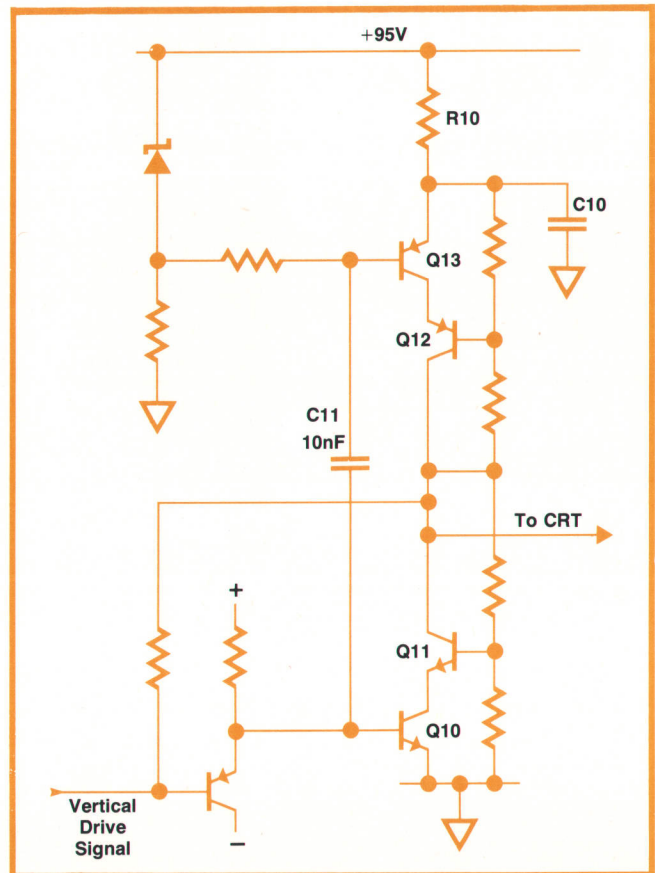 +95V
R10
C10
Q13
Q12
C11
10nF
To CRT
+
Q11
Q10
Vertical
Drive
Signal
−